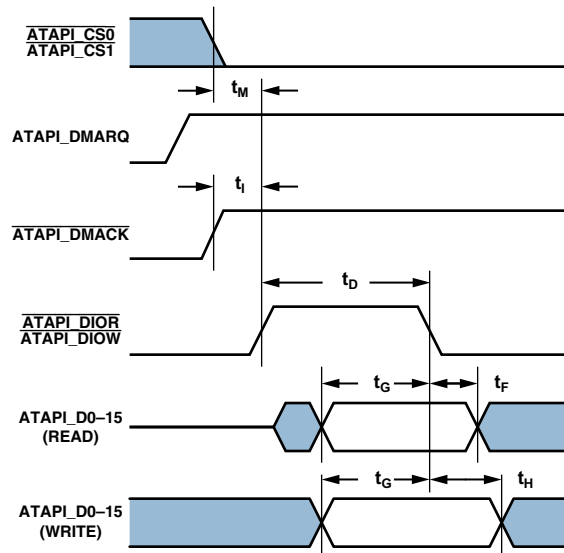 ATAPI_CS0
ATAPI_CS1
tM
ATAPI_DMARQ
tI
ATAPI_DMACK
tD
ATAPI_DIOR
ATAPI_DIOW
tG tF
ATAPI_D0–15
(READ)
tG tH
ATAPI_D0–15
(WRITE)